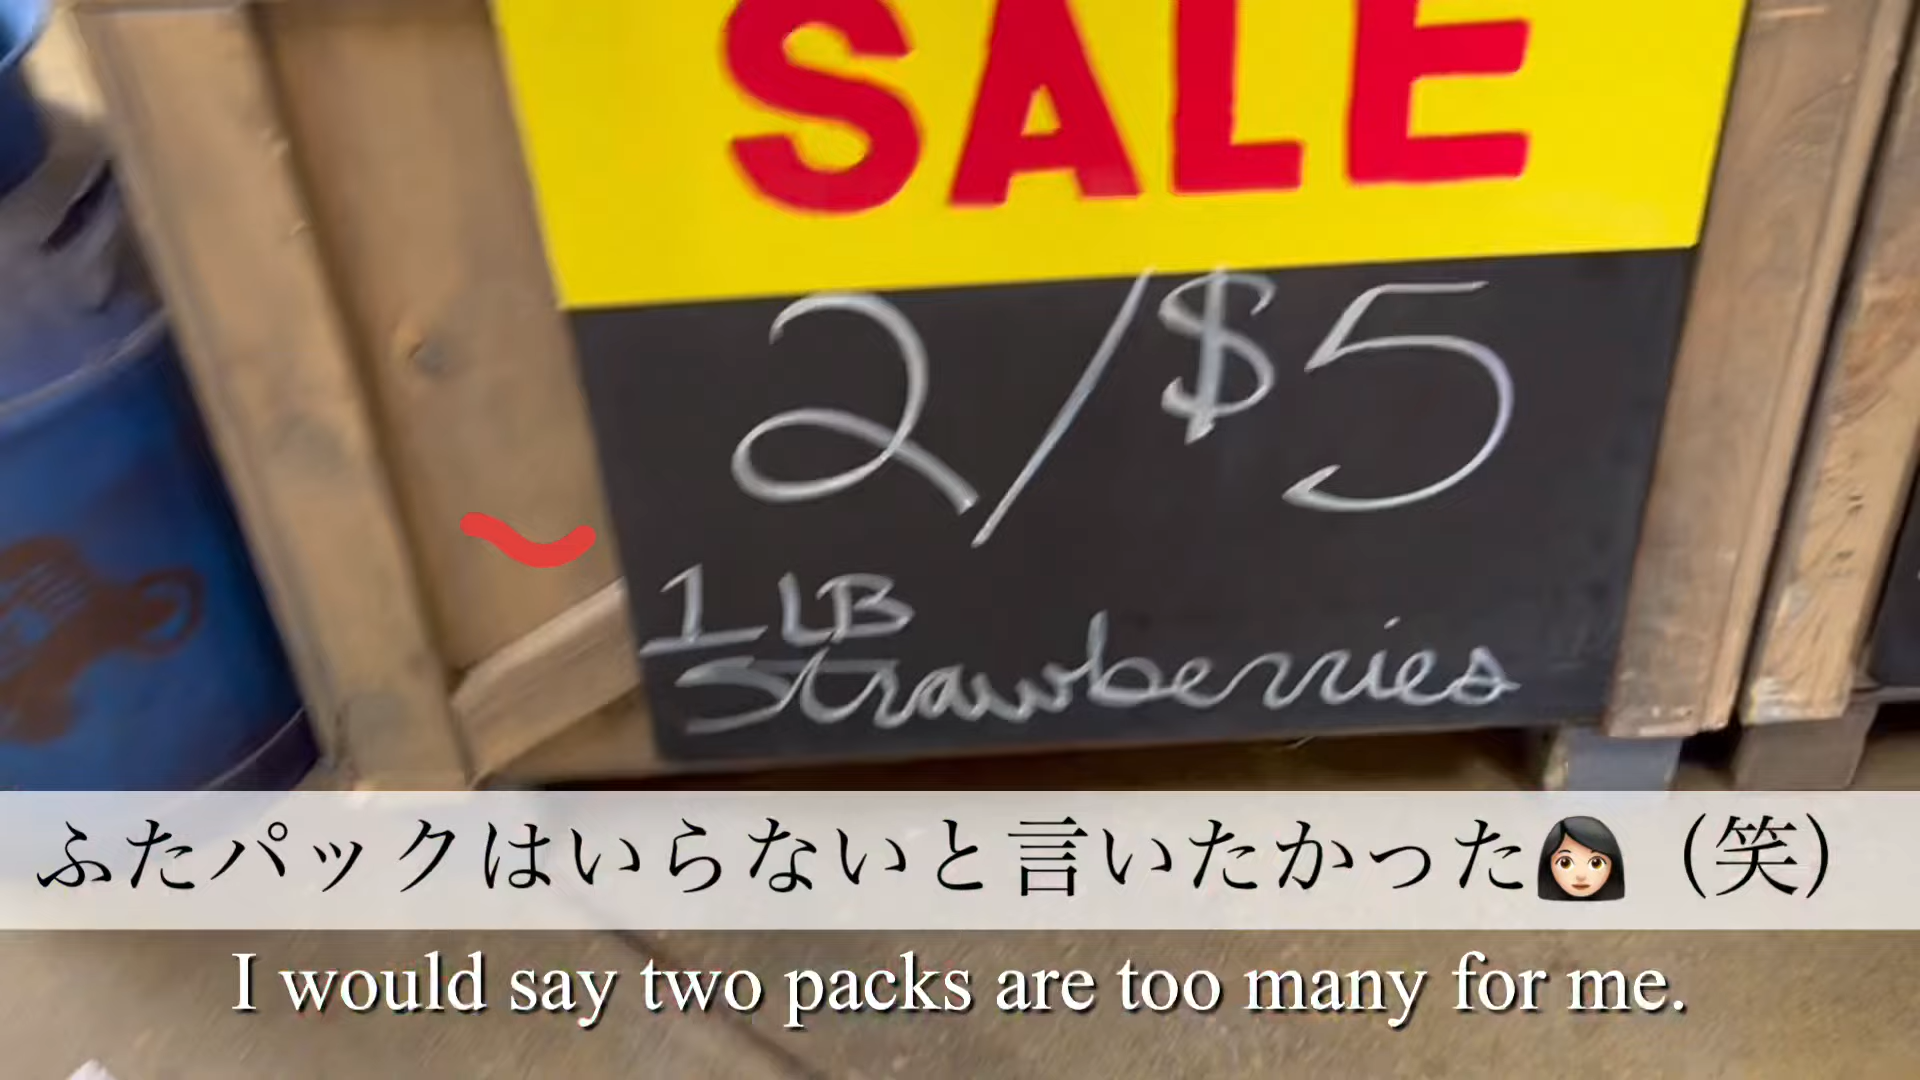 SALE
2/$5
1 LB
Strawberries
ふたパックはいらないと言いたかった👩🏻（笑）
I would say two packs are too many for me.